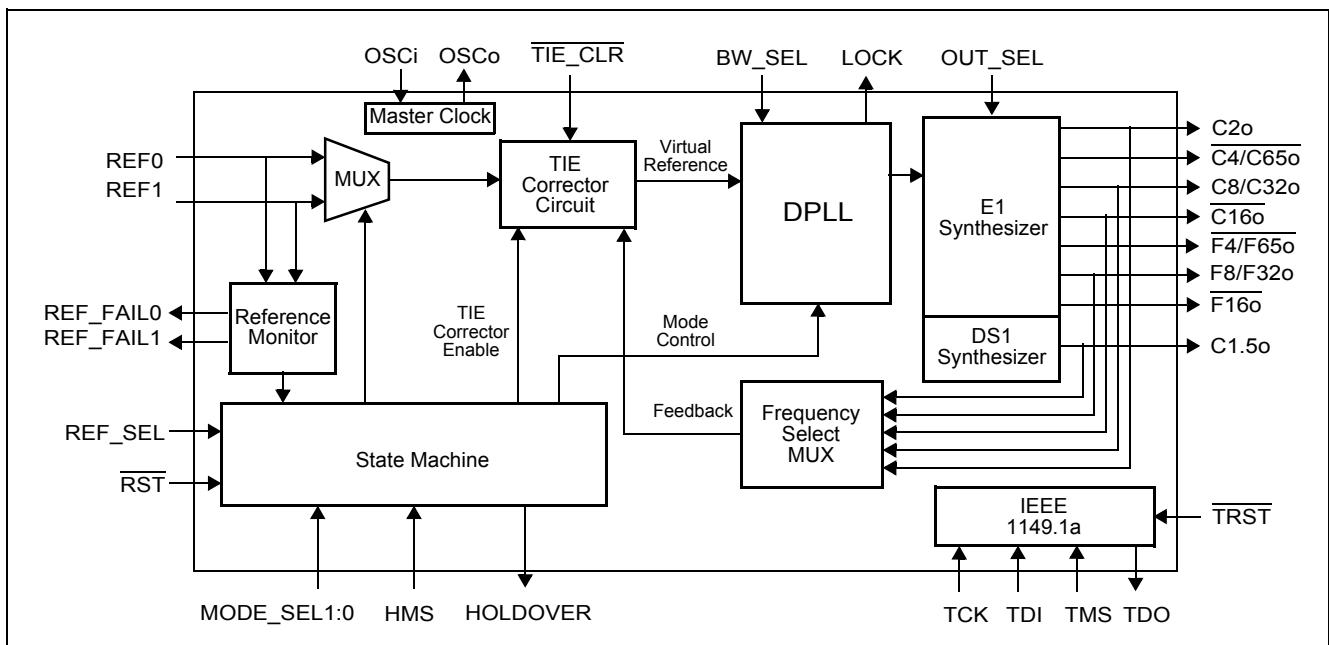 OSCi OSCo TIE_CLR BW_SEL LOCK OUT_SEL
Master Clock
REF0
REF1
MUX
TIE
Corrector
Circuit
Virtual
Reference
DPLL
E1
Synthesizer
DS1
Synthesizer
C2o
C4/C65o
C8/C32o
C16o
F4/F65o
F8/F32o
F16o
C1.5o
REF_FAIL0
REF_FAIL1
Reference
Monitor
TIE
Corrector
Enable
Mode
Control
Feedback
Frequency
Select
MUX
REF_SEL
RST
State Machine
IEEE
1149.1a
TRST
MODE_SEL1:0 HMS HOLDOVER
TCK TDI TMS TDO